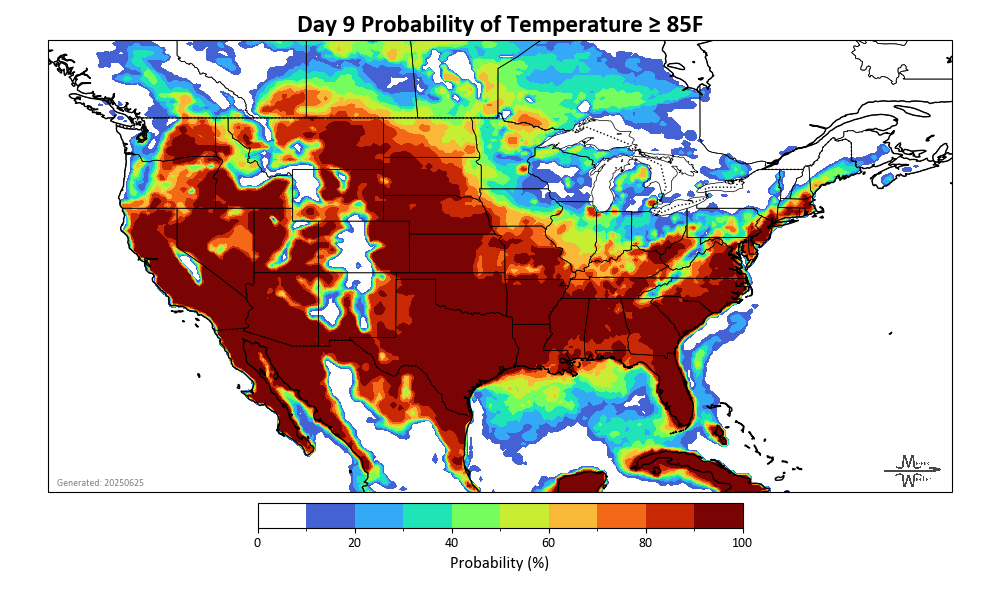 Day 9 Probability of Temperature ≥ 85F
Generated: 20250625
0 20 40 60 80 100
Probability (%)